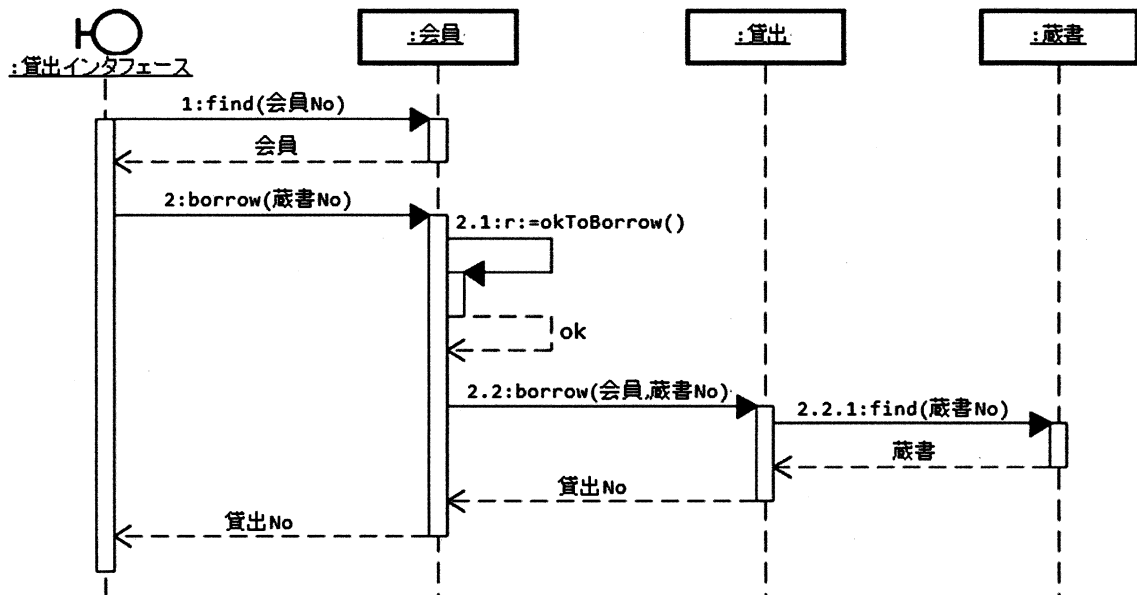 :貸出インタフェース
:会員
:貸出
:蔵書
1:find(会員No)
会員
2:borrow(蔵書No)
2.1:r:=okToBorrow()
ok
2.2:borrow(会員,蔵書No)
2.2.1:find(蔵書No)
蔵書
貸出No
貸出No